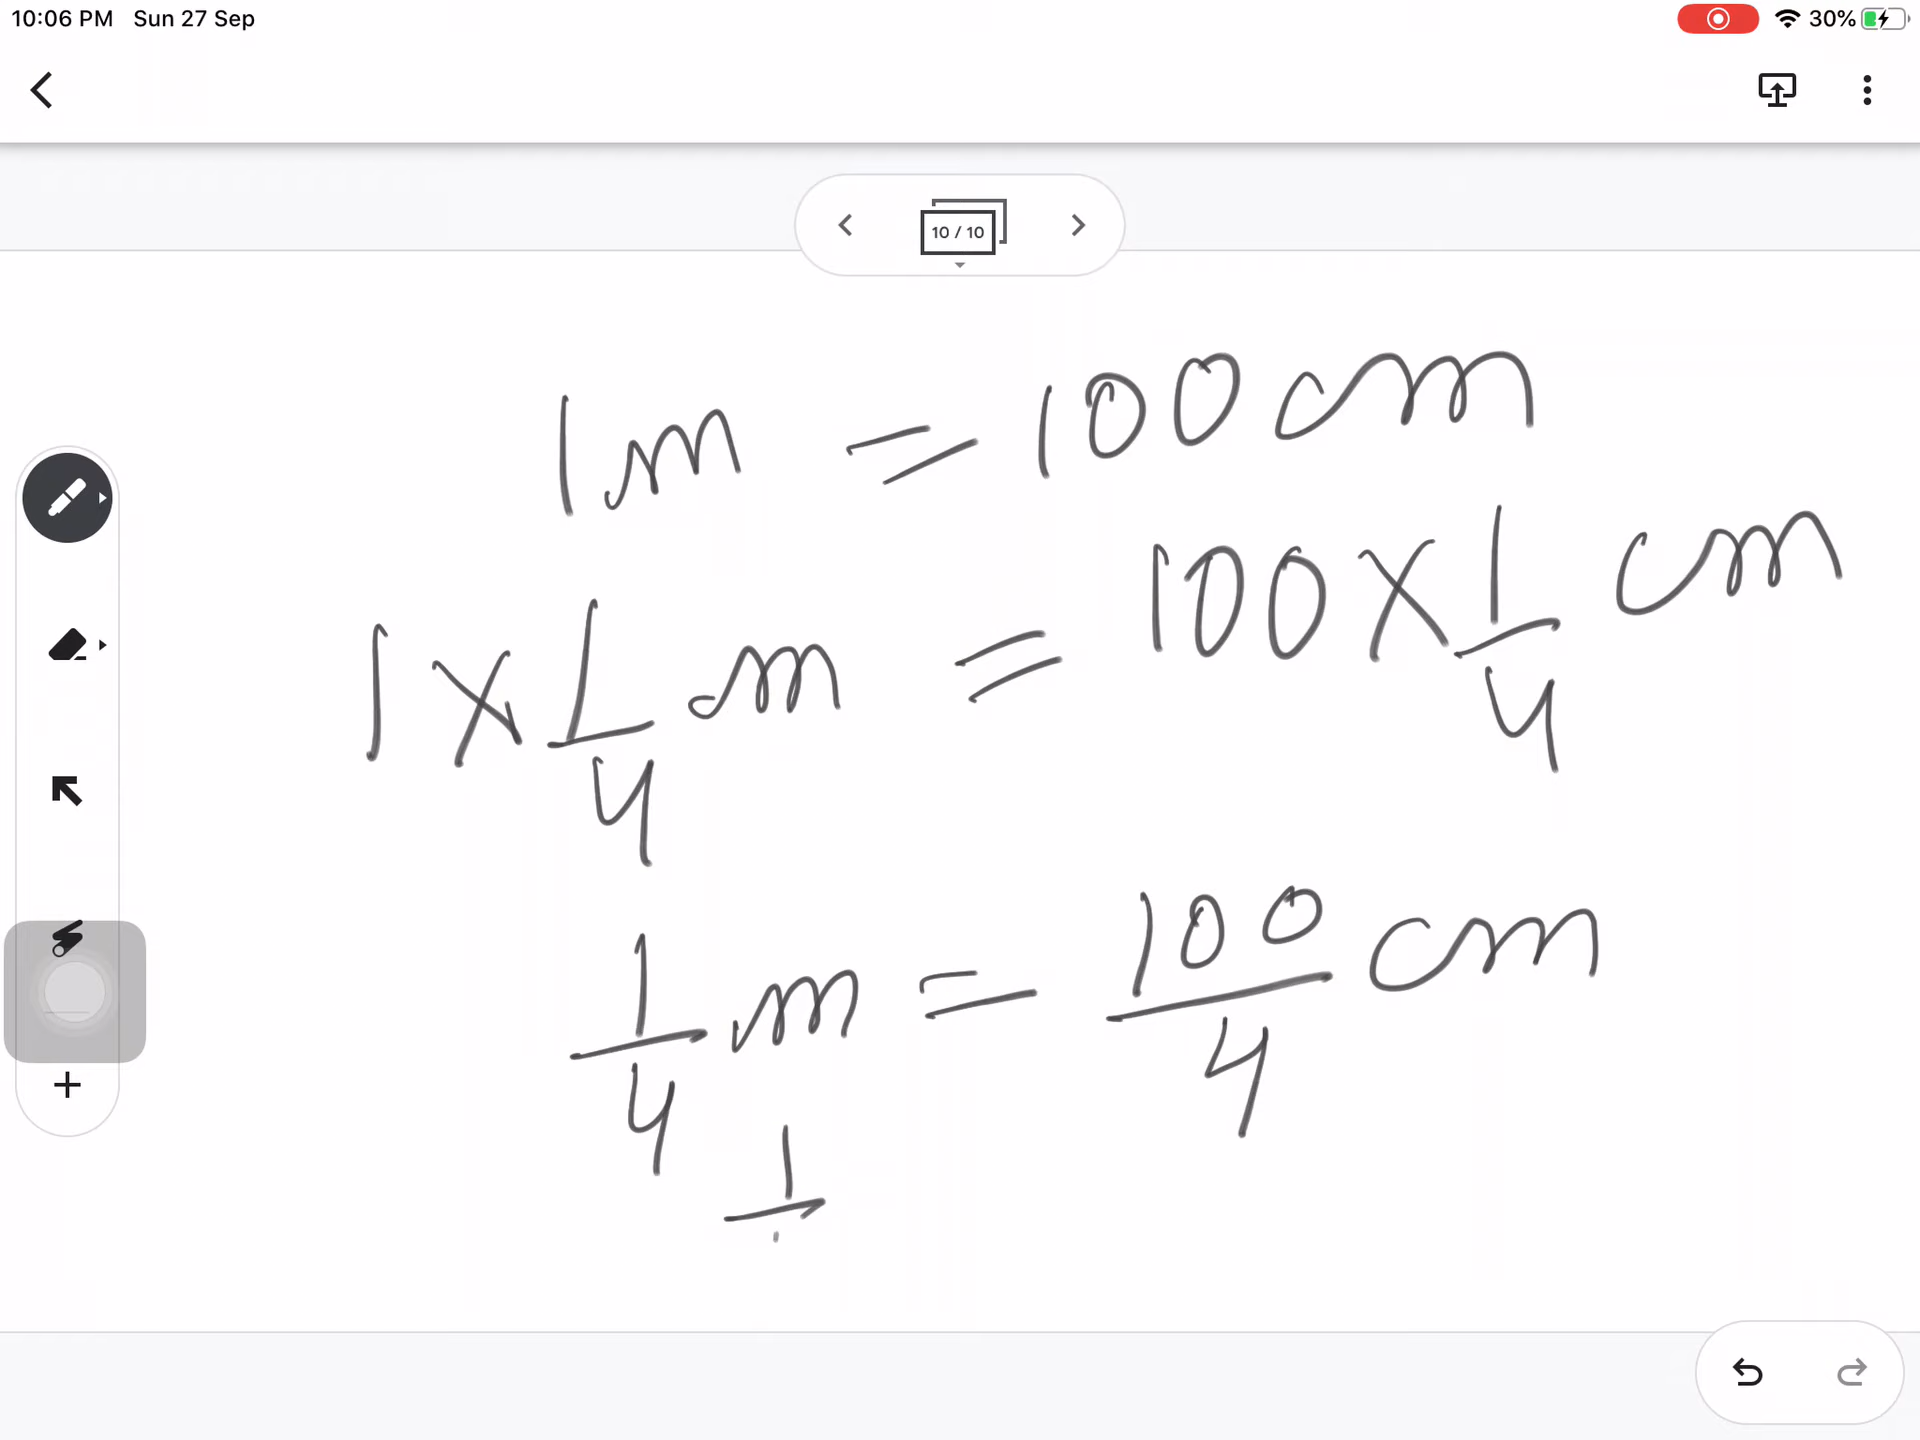 10:06 PM Sun 27 Sep 30%
10 / 10
1m = 100cm
1 × 1/4 m = 100 × 1/4 cm
1/4 m = 100/4 cm
1/